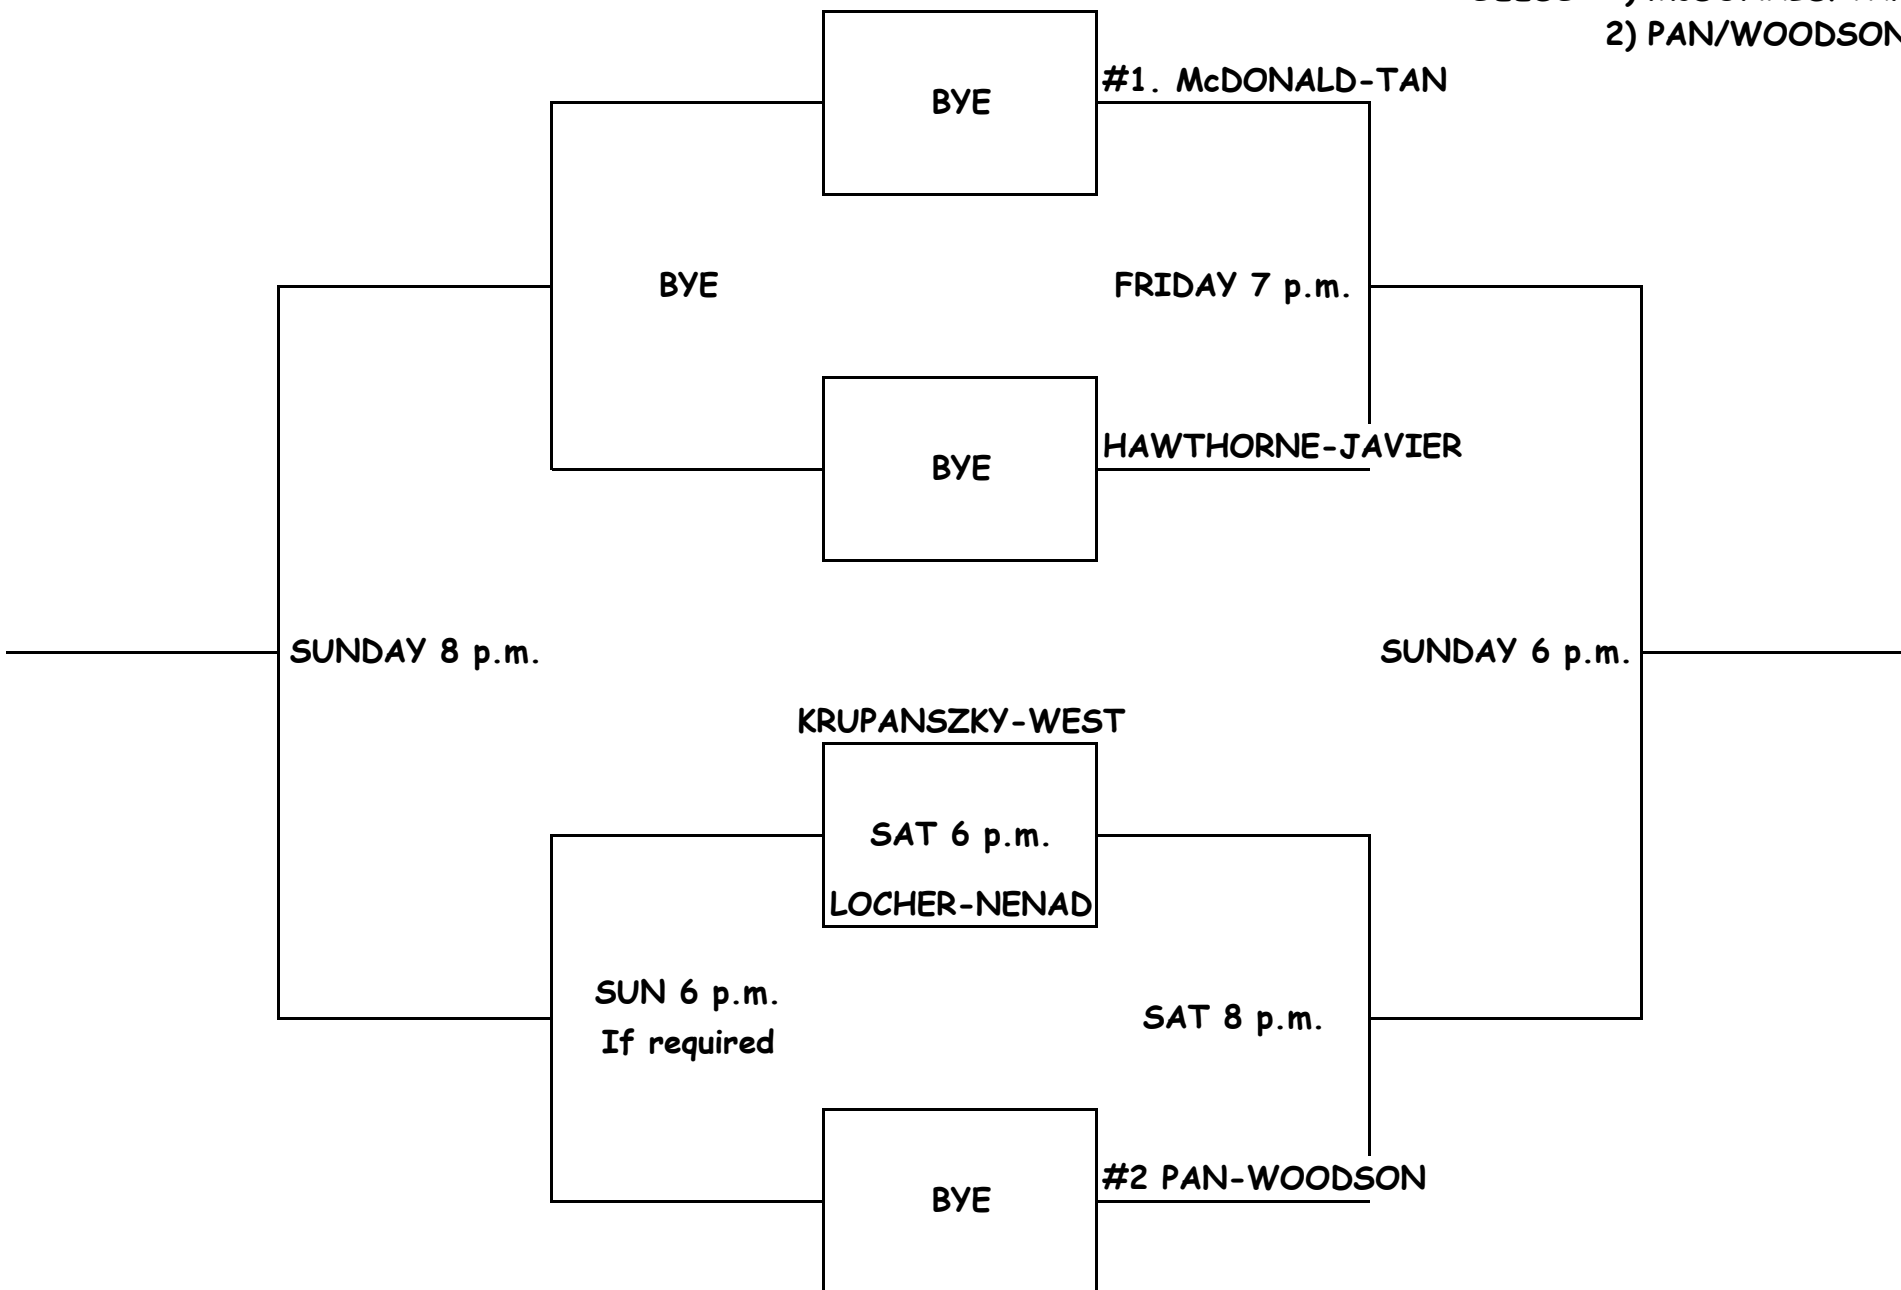 2) PAN/WOODSON
#1. McDONALD-TAN
BYE
BYE
FRIDAY 7 p.m.
HAWTHORNE-JAVIER
BYE
SUNDAY 8 p.m.
SUNDAY 6 p.m.
KRUPANSZKY-WEST
SAT 6 p.m.
LOCHER-NENAD
SUN 6 p.m.
If required
SAT 8 p.m.
#2 PAN-WOODSON
BYE